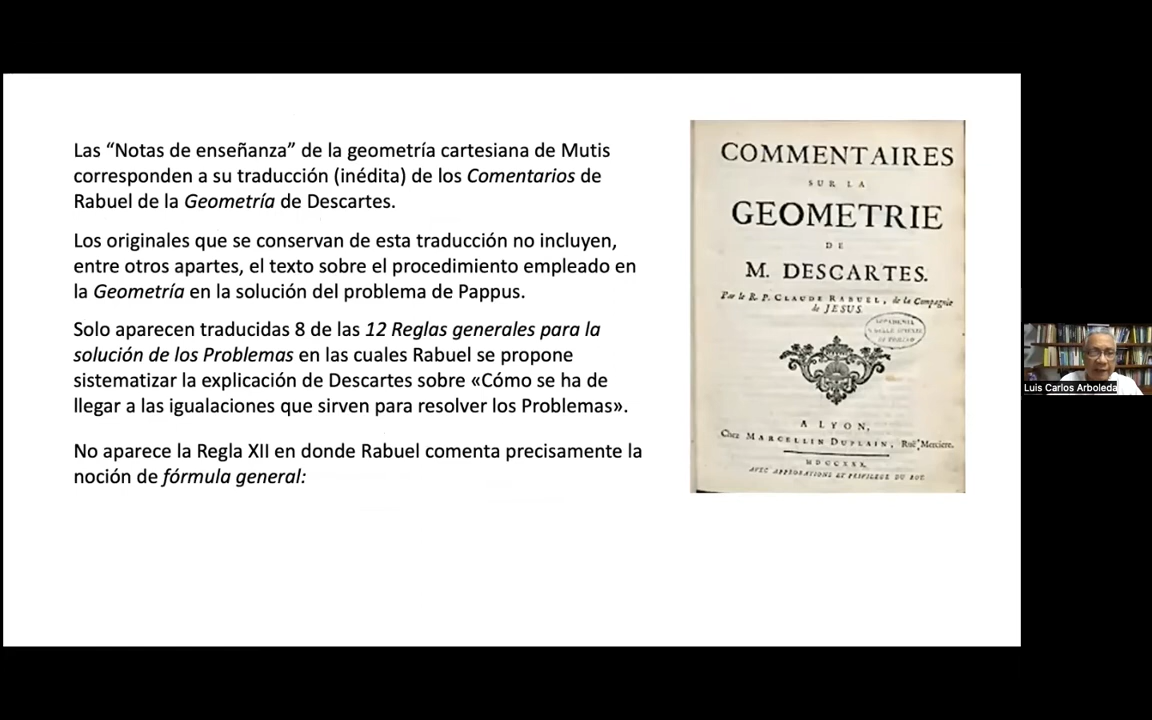 Las “Notas de enseñanza” de la geometría cartesiana de Mutis
corresponden a su traducción (inédita) de los Comentarios de
Rabuel de la Geometría de Descartes.
Los originales que se conservan de esta traducción no incluyen,
entre otros apartes, el texto sobre el procedimiento empleado en
la Geometría en la solución del problema de Pappus.
Solo aparecen traducidas 8 de las 12 Reglas generales para la
solución de los Problemas en las cuales Rabuel se propone
sistematizar la explicación de Descartes sobre «Cómo se ha de
llegar a las igualaciones que sirven para resolver los Problemas».
No aparece la Regla XII en donde Rabuel comenta precisamente la
noción de fórmula general:
COMMENTAIRES
SUR LA
GEOMETRIE
DE
M. DESCARTES.
Par le R. P. CLAUDE RABUEL, de la Compagnie
de JESUS.
A LYON,
Chez MARCELLIN DUPLAIN, Ruë Merciere.
MDCCXXX.
AVEC APPROBATIONS ET PRIVILEGE DU ROI.
Luis Carlos Arboleda